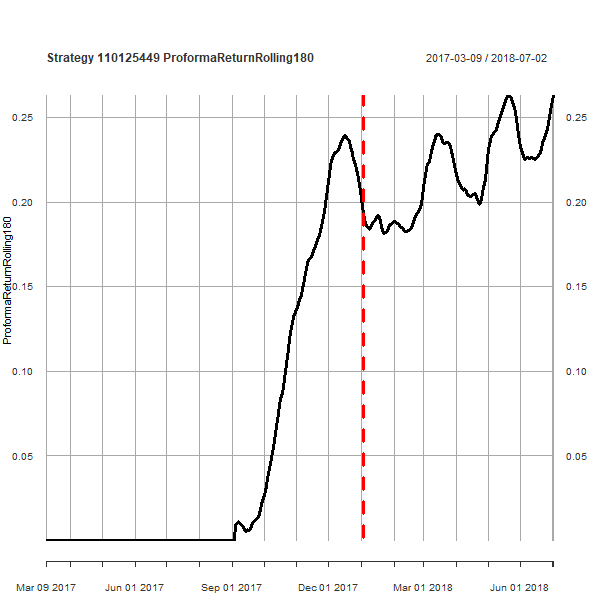 Strategy 110125449 ProformaReturnRolling180
2017-03-09 / 2018-07-02
ProformaReturnRolling180
0.25
0.25
0.20
0.20
0.15
0.15
0.10
0.10
0.05
0.05
Mar 09 2017
Jun 01 2017
Sep 01 2017
Dec 01 2017
Mar 01 2018
Jun 01 2018